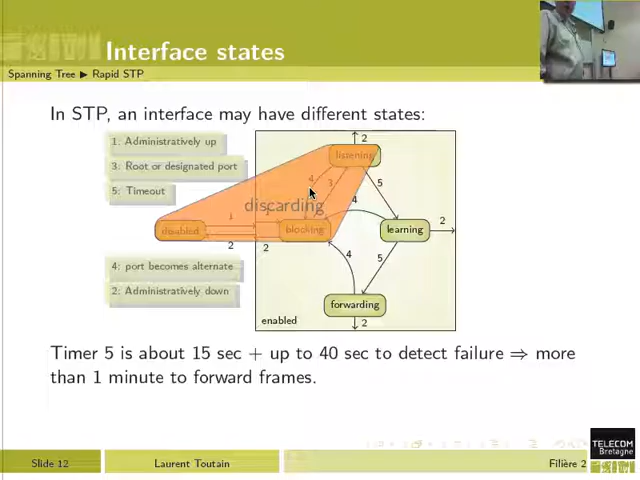 Interface states
Spanning Tree ▶ Rapid STP
In STP, an interface may have different states:
1: Administratively up
3: Root or designated port
5: Timeout
4: port becomes alternate
2: Administratively down
2
listening
4
3
5
discarding
4
disabled
1
blocking
learning
2
2
2
4
5
forwarding
enabled
2
Timer 5 is about 15 sec + up to 40 sec to detect failure ⇒ more
than 1 minute to forward frames.
TELECOM
Bretagne
Slide 12
Laurent Toutain
Filière 2